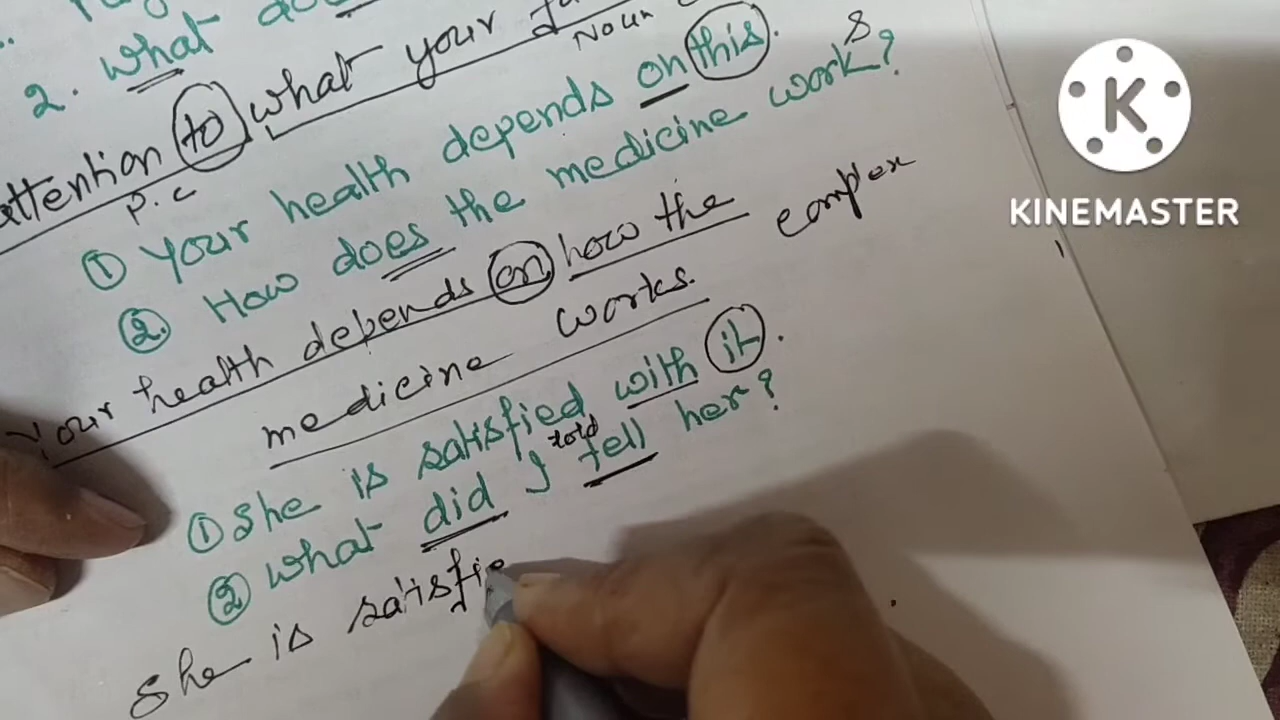 2. What
attention to what your
Noun
P.C
① Your health depends on this.
s
② How does the medicine work?
Your health depends on how the
medicine works.
complex
① She is satisfied with it.
told
② What did I tell her?
She is satisfie
K
KINEMASTER